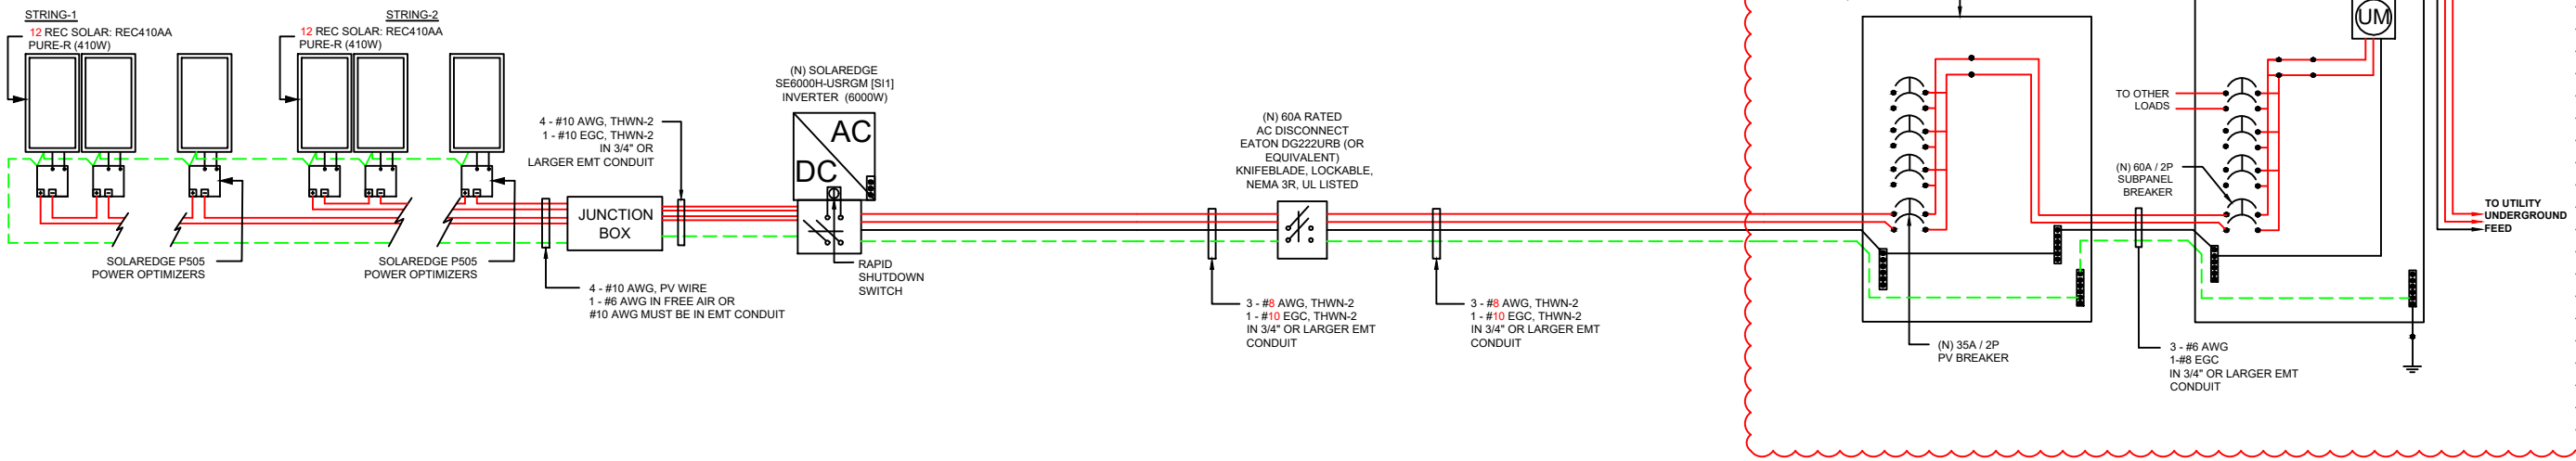 STRING-1
12 REC SOLAR: REC410AA
PURE-R (410W)
STRING-2
12 REC SOLAR: REC410AA
PURE-R (410W)
SOLAREDGE P505
POWER OPTIMIZERS
SOLAREDGE P505
POWER OPTIMIZERS
4 - #10 AWG, THWN-2
1 - #10 EGC, THWN-2
IN 3/4" OR
LARGER EMT CONDUIT
JUNCTION
BOX
4 - #10 AWG, PV WIRE
1 - #6 AWG IN FREE AIR OR
#10 AWG MUST BE IN EMT CONDUIT
(N) SOLAREDGE
SE6000H-USRGM [SI1]
INVERTER (6000W)
AC
DC
RAPID
SHUTDOWN
SWITCH
(N) 60A RATED
AC DISCONNECT
EATON DG222URB (OR
EQUIVALENT)
KNIFEBLADE, LOCKABLE,
NEMA 3R, UL LISTED
3 - #8 AWG, THWN-2
1 - #10 EGC, THWN-2
IN 3/4" OR LARGER EMT
CONDUIT
3 - #8 AWG, THWN-2
1 - #10 EGC, THWN-2
IN 3/4" OR LARGER EMT
CONDUIT
(N) 35A / 2P
PV BREAKER
TO OTHER
LOADS
(N) 60A / 2P
SUBPANEL
BREAKER
3 - #6 AWG
1-#8 EGC
IN 3/4" OR LARGER EMT
CONDUIT
UM
TO UTILITY
UNDERGROUND
FEED